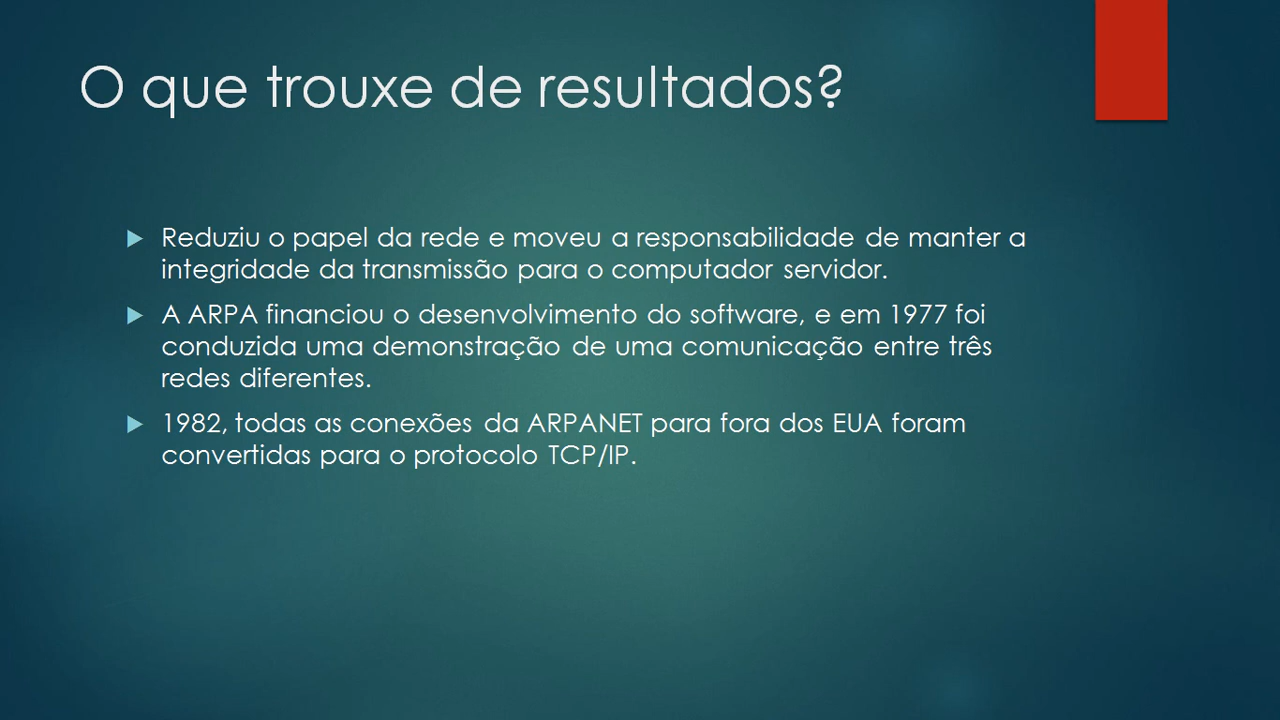 O que trouxe de resultados?
Reduziu o papel da rede e moveu a responsabilidade de manter a
integridade da transmissão para o computador servidor.
A ARPA financiou o desenvolvimento do software, e em 1977 foi
conduzida uma demonstração de uma comunicação entre três
redes diferentes.
1982, todas as conexões da ARPANET para fora dos EUA foram
convertidas para o protocolo TCP/IP.